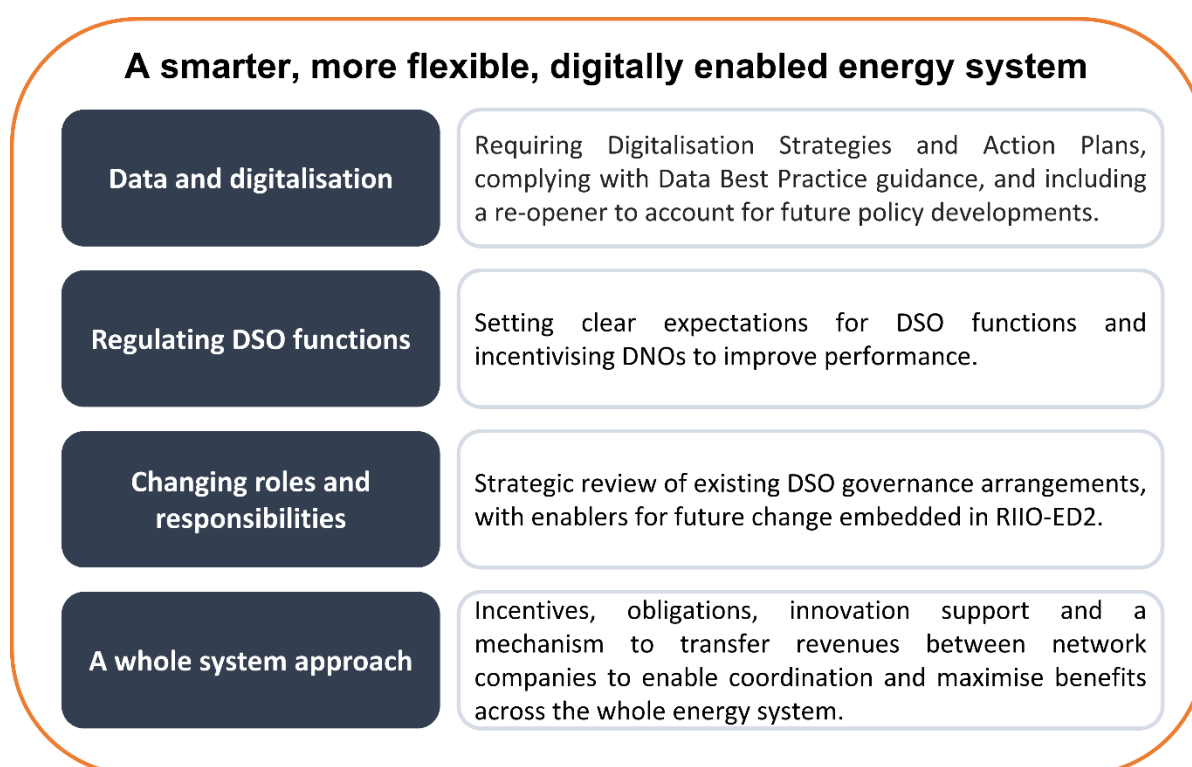 A smarter, more flexible, digitally enabled energy system
Data and digitalisation
Requiring Digitalisation Strategies and Action Plans,
complying with Data Best Practice guidance, and including
a re-opener to account for future policy developments.
Regulating DSO functions
Setting clear expectations for DSO functions and
incentivising DNOs to improve performance.
Changing roles and
responsibilities
Strategic review of existing DSO governance arrangements,
with enablers for future change embedded in RIIO-ED2.
A whole system approach
Incentives, obligations, innovation support and a
mechanism to transfer revenues between network
companies to enable coordination and maximise benefits
across the whole energy system.